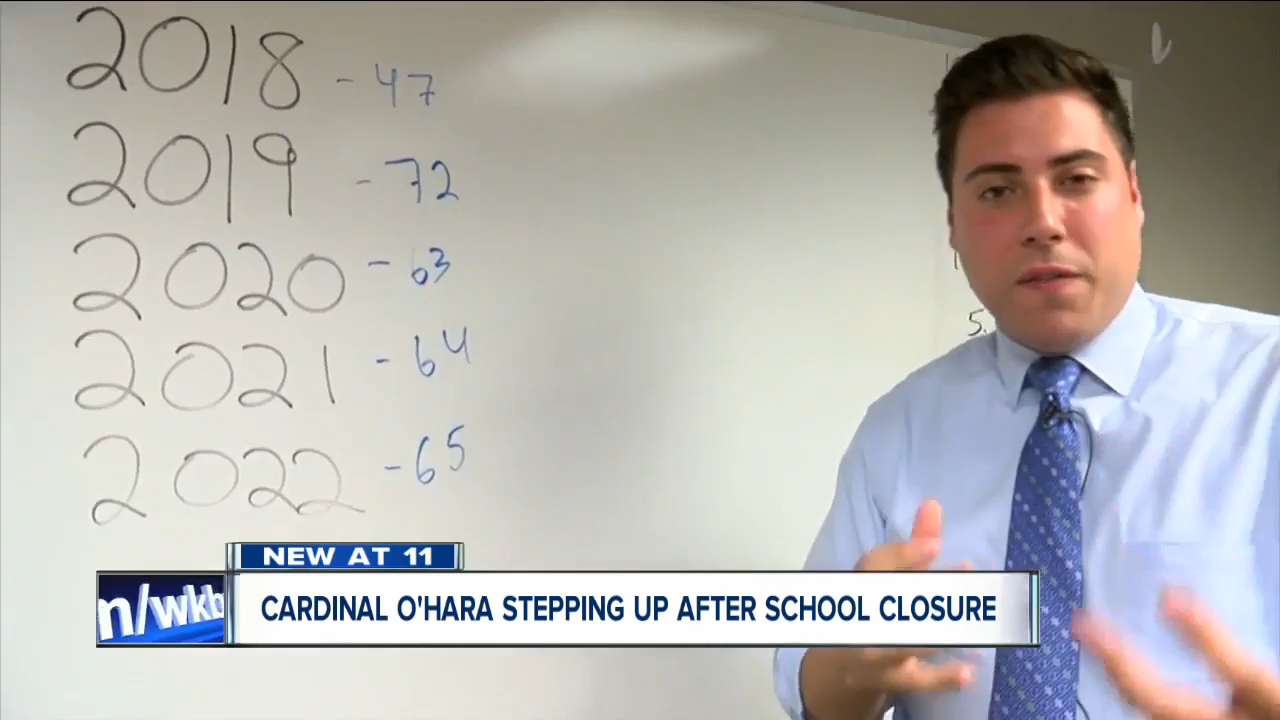 2018 - 47
2019 - 72
2020 - 63
2021 - 64
2022 - 65
5.
NEW AT 11
n/wkb
CARDINAL O'HARA STEPPING UP AFTER SCHOOL CLOSURE